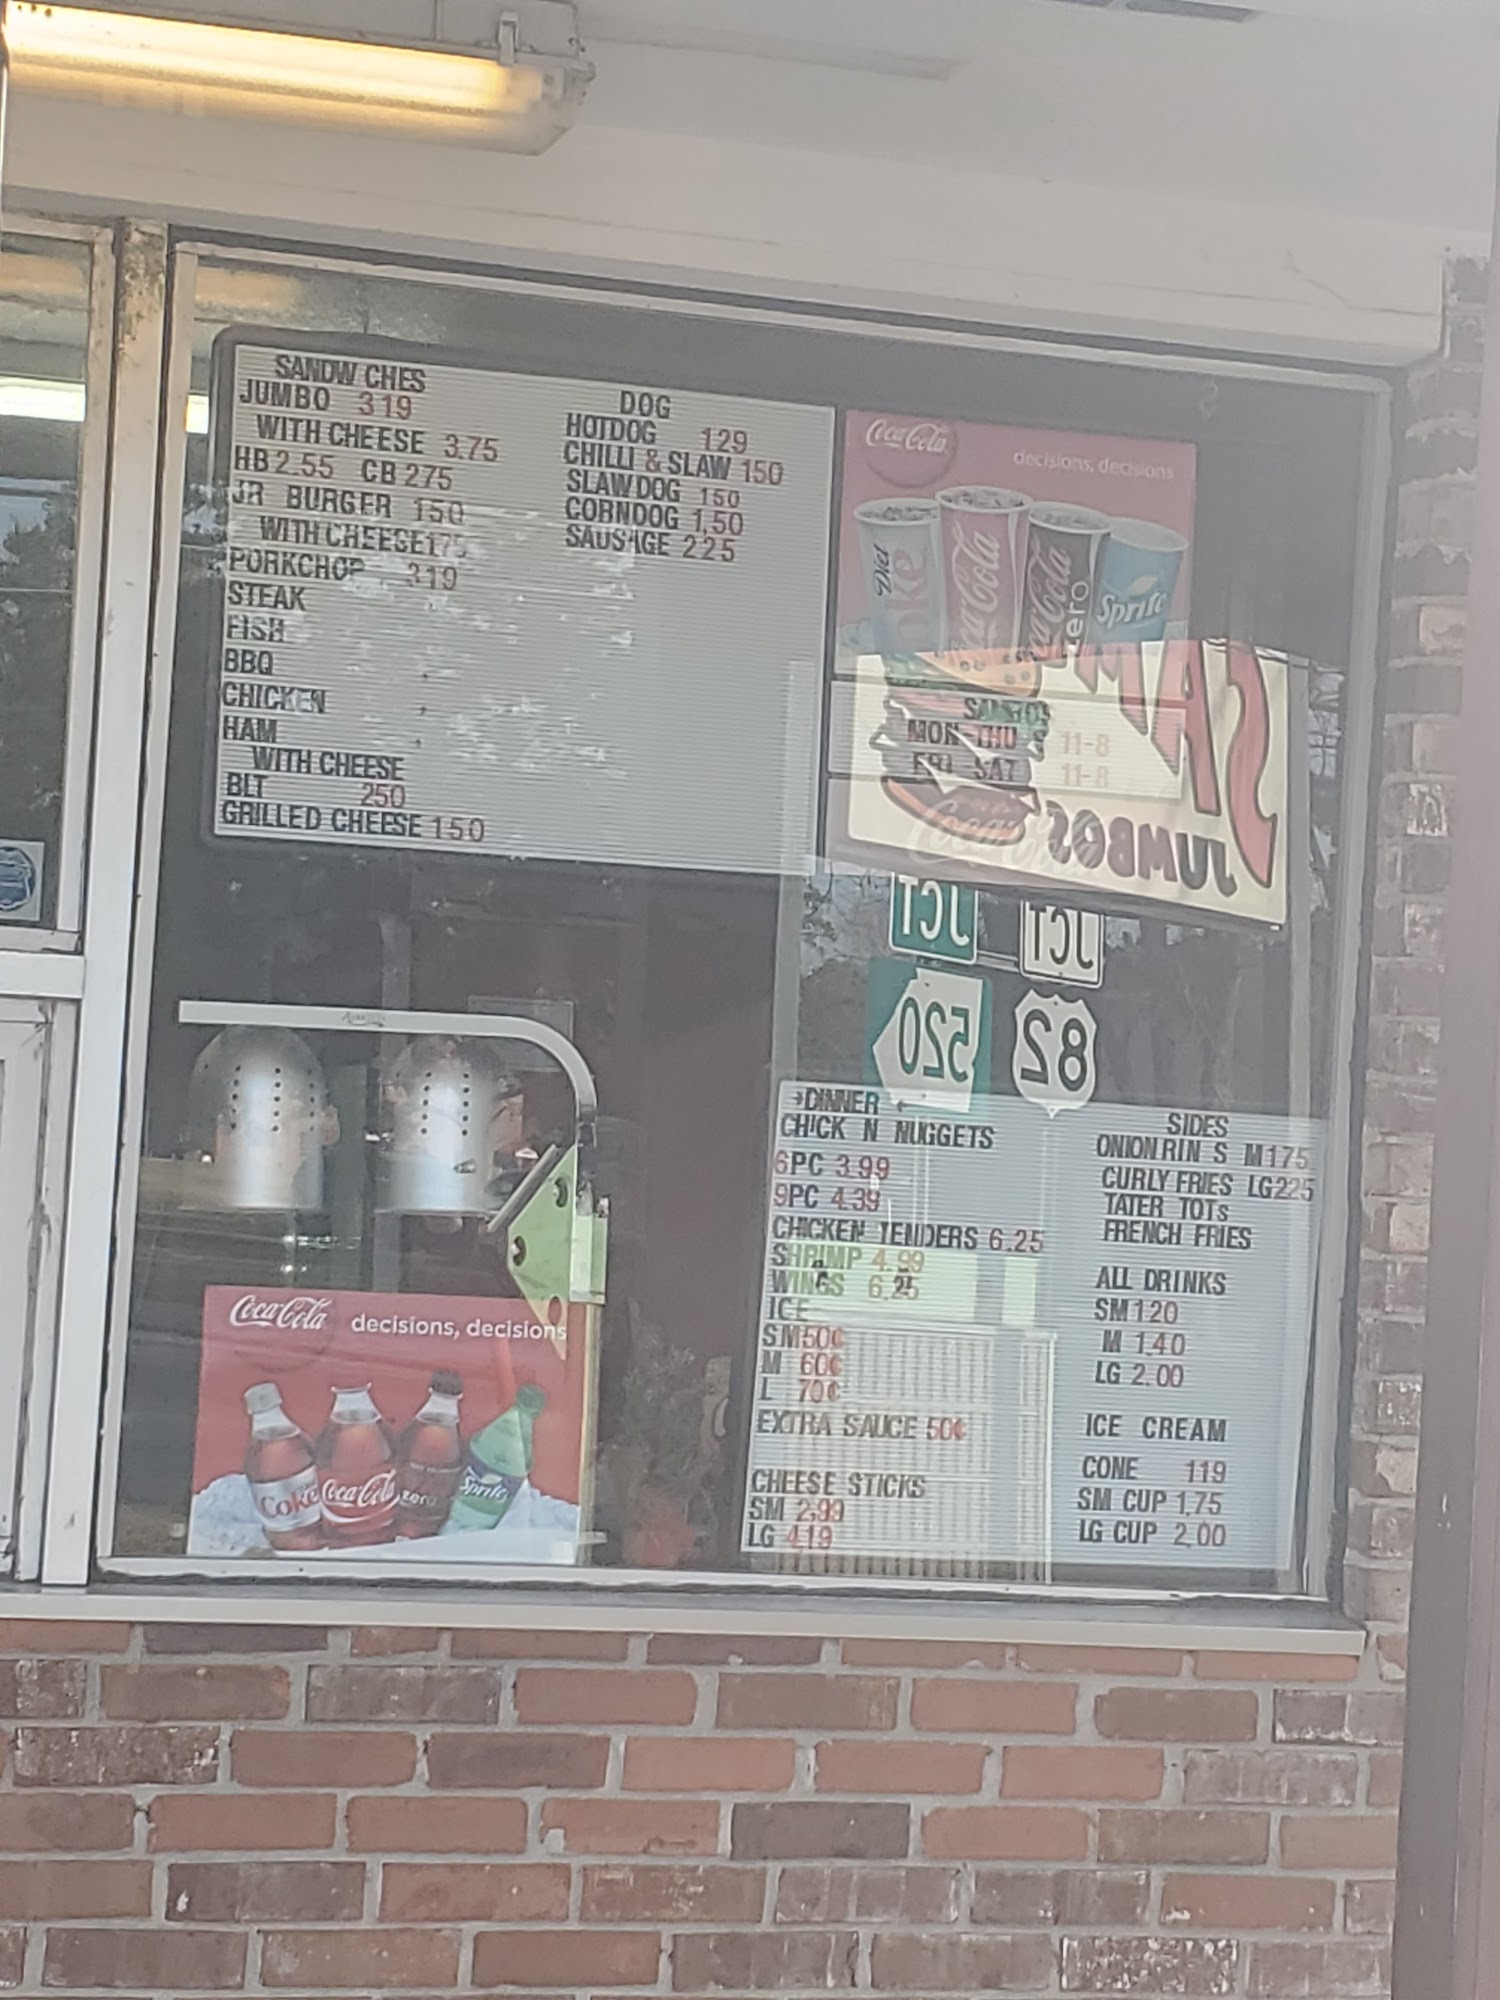 SANDW CHES
JUMBO 319
WITH CHEESE 3.75
HB 2.55 CB 275
JR BURGER 150
WITH CHEESE 175
PORKCHOP 319
STEAK
FISH
BBQ
CHICKEN
HAM
WITH CHEESE
BLT 250
GRILLED CHEESE 150
DOG
HOTDOG 129
CHILLI & SLAW 150
SLAWDOG 150
CORNDOG 1.50
SAUSAGE 225
Coca-Cola
decisions, decisions
Diet Coke
Coca-Cola
Coca-Cola zero
Sprite
MON-THU 11-8
FRI SAT 11-8
Coca-Cola
JUMBO'S
JCT JCT
520 82
DINNER
CHICK N NUGGETS
6PC 3.99
9PC 4.39
CHICKEN TENDERS 6.25
SHRIMP 4.99
WINGS 6.25
ICE
SM 50¢
M 60¢
L 70¢
EXTRA SAUCE 50¢
CHEESE STICKS
SM 2.99
LG 4.19
SIDES
ONION RIN S M175
CURLY FRIES LG225
TATER TOTs
FRENCH FRIES
ALL DRINKS
SM 1.20
M 1.40
LG 2.00
ICE CREAM
CONE 119
SM CUP 1.75
LG CUP 2.00
Coca-Cola decisions, decisions
Coke
Coca-Cola
zero
Sprite